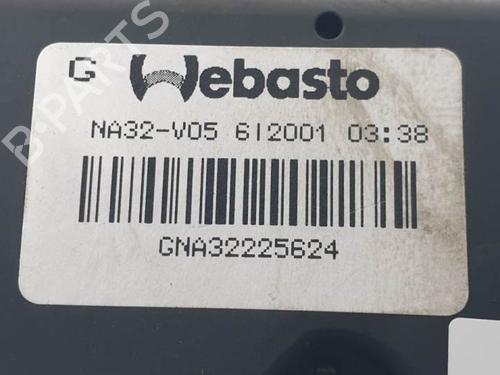 G Webasto
NA32-V05 6|2001 03:38
GNA32225624
B-PARTS